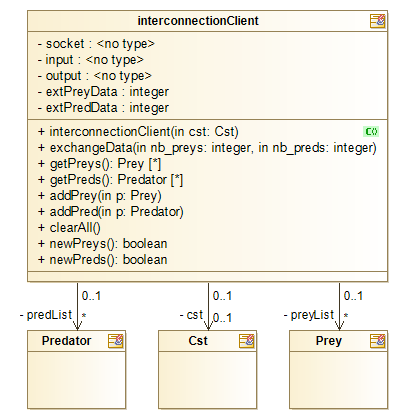 interconnectionClient
- socket : <no type>
- input : <no type>
- output : <no type>
- extPreyData : integer
- extPredData : integer
+ interconnectionClient(in cst: Cst)
C()
+ exchangeData(in nb_preys: integer, in nb_preds: integer)
+ getPreys(): Prey [*]
+ getPreds(): Predator [*]
+ addPrey(in p: Prey)
+ addPred(in p: Predator)
+ clearAll()
+ newPreys(): boolean
+ newPreds(): boolean
0..1 0..1 0..1
- predList * - cst 0..1 - preyList *
Predator Cst Prey